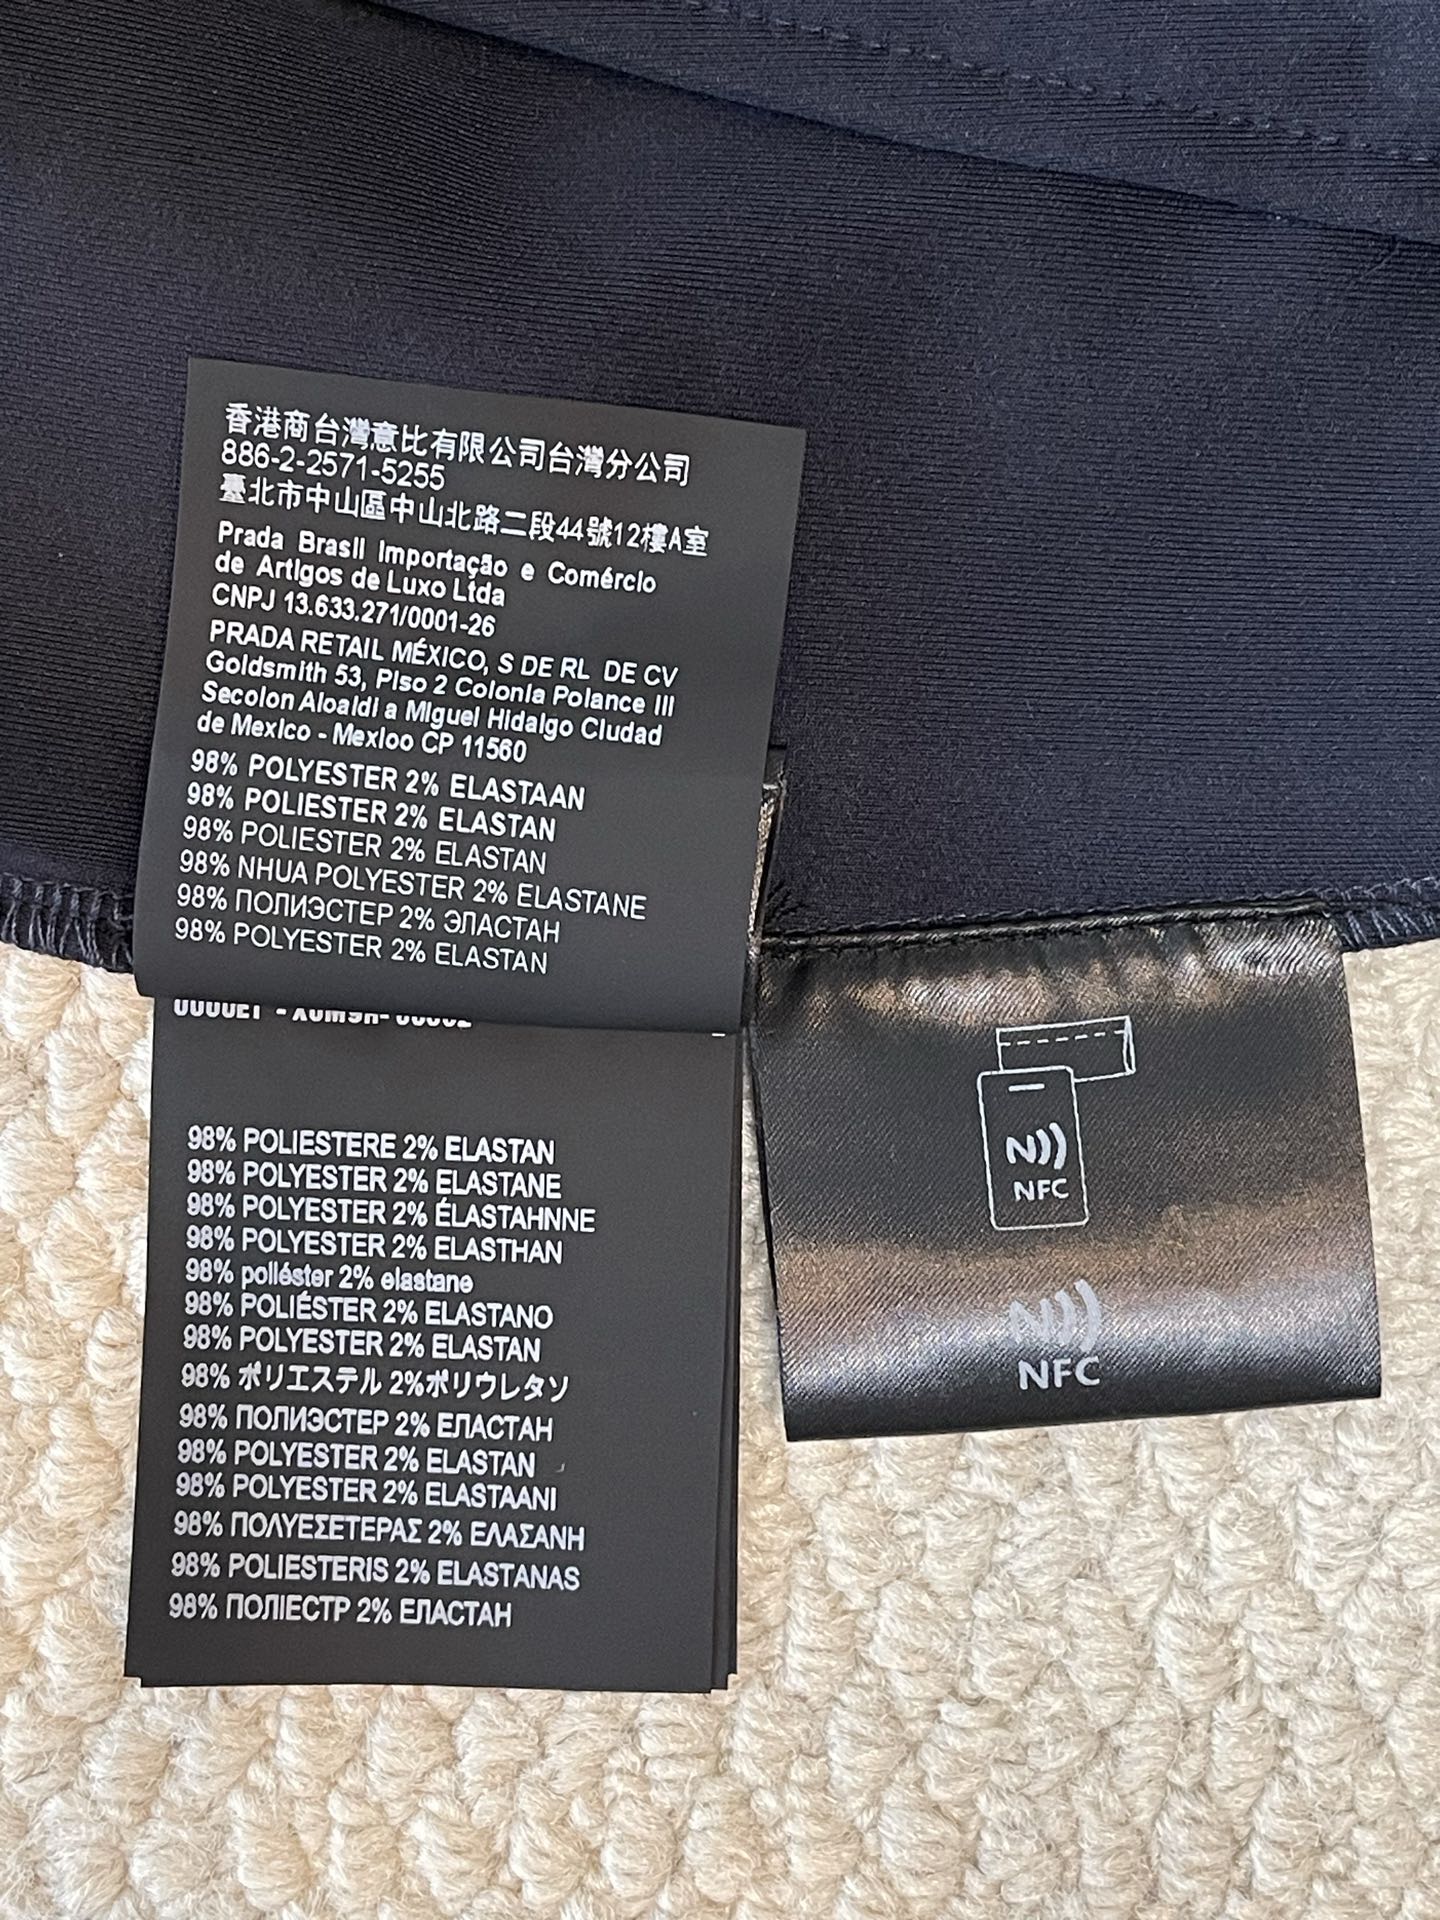 香港商台灣意比有限公司台灣分公司
886-2-2571-5255
臺北市中山區中山北路二段44號12樓A室
Prada Brasil Importação e Comércio
de Artigos de Luxo Ltda
CNPJ 13.633.271/0001-26
PRADA RETAIL MÉXICO, S DE RL DE CV
Goldsmith 53, Piso 2 Colonia Polance III
Secolon Aloaldi a Miguel Hidalgo Ciudad
de Mexico - Mexloo CP 11560
98% POLYESTER 2% ELASTAAN
98% POLIESTER 2% ELASTAN
98% POLIESTER 2% ELASTAN
98% NHUA POLYESTER 2% ELASTANE
98% ПОЛИЭСТЕР 2% ЭЛАСТАН
98% POLYESTER 2% ELASTAN
98% POLIESTERE 2% ELASTAN
98% POLYESTER 2% ELASTANE
98% POLYESTER 2% ÉLASTAHNNE
98% POLYESTER 2% ELASTHAN
98% poliéster 2% elastane
98% POLIÉSTER 2% ELASTANO
98% POLYESTER 2% ELASTAN
98% ポリエステル 2%ポリウレタソ
98% ПОЛИЭСТЕР 2% ЕЛАСТАН
98% POLYESTER 2% ELASTAN
98% POLYESTER 2% ELASTAANI
98% ΠΟΛΥΕΣΕΤΕΡΑΣ 2% ΕΛΑΣΑΝΗ
98% POLIESTERIS 2% ELASTANAS
98% ПОЛІЕСТР 2% ЕЛАСТАН
N
NFC
N
NFC